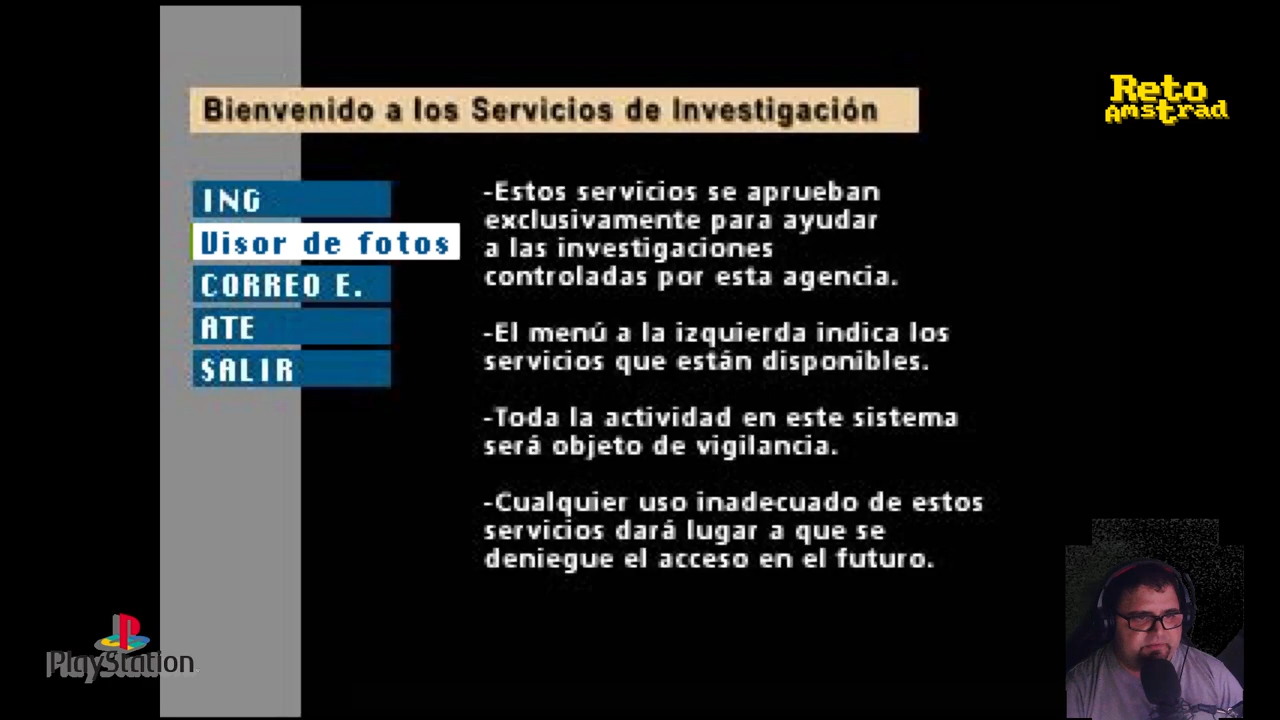 Reto
Amstrad
Bienvenido a los Servicios de Investigación
ING
Visor de fotos
CORREO E.
ATE
SALIR
-Estos servicios se aprueban
exclusivamente para ayudar
a las investigaciones
controladas por esta agencia.
-El menú a la izquierda indica los
servicios que están disponibles.
-Toda la actividad en este sistema
será objeto de vigilancia.
-Cualquier uso inadecuado de estos
servicios dará lugar a que se
deniegue el acceso en el futuro.
PlayStation